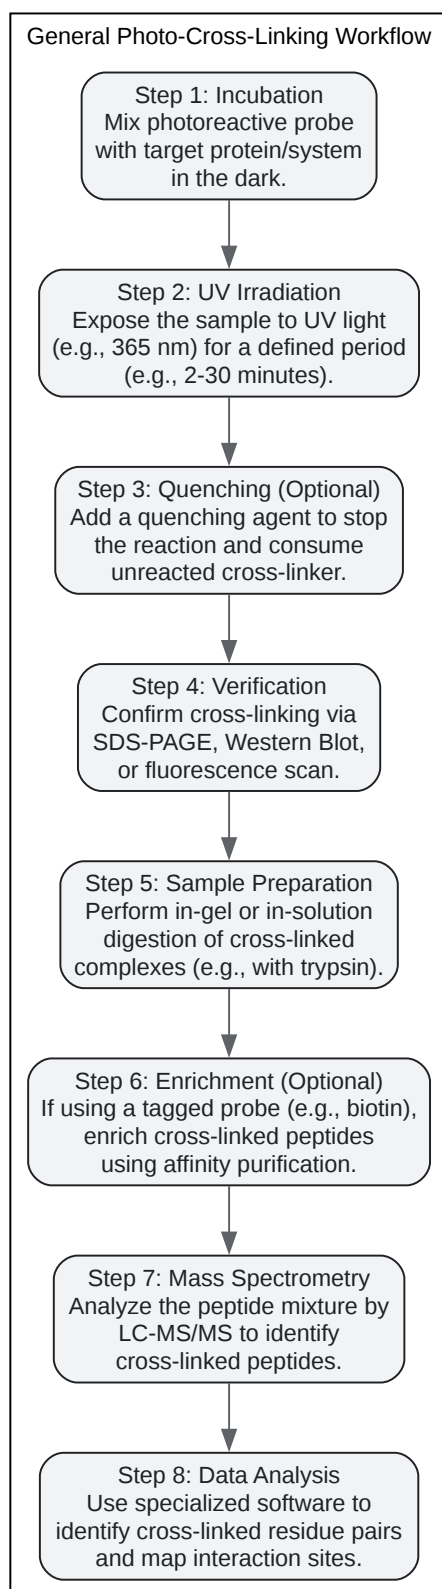 General Photo-Cross-Linking Workflow
Step 1: Incubation
Mix photoreactive probe
with target protein/system
in the dark.
Step 2: UV Irradiation
Expose the sample to UV light
(e.g., 365 nm) for a defined period
(e.g., 2-30 minutes).
Step 3: Quenching (Optional)
Add a quenching agent to stop
the reaction and consume
unreacted cross-linker.
Step 4: Verification
Confirm cross-linking via
SDS-PAGE, Western Blot,
or fluorescence scan.
Step 5: Sample Preparation
Perform in-gel or in-solution
digestion of cross-linked
complexes (e.g., with trypsin).
Step 6: Enrichment (Optional)
If using a tagged probe (e.g., biotin),
enrich cross-linked peptides
using affinity purification.
Step 7: Mass Spectrometry
Analyze the peptide mixture by
LC-MS/MS to identify
cross-linked peptides.
Step 8: Data Analysis
Use specialized software to
identify cross-linked residue pairs
and map interaction sites.